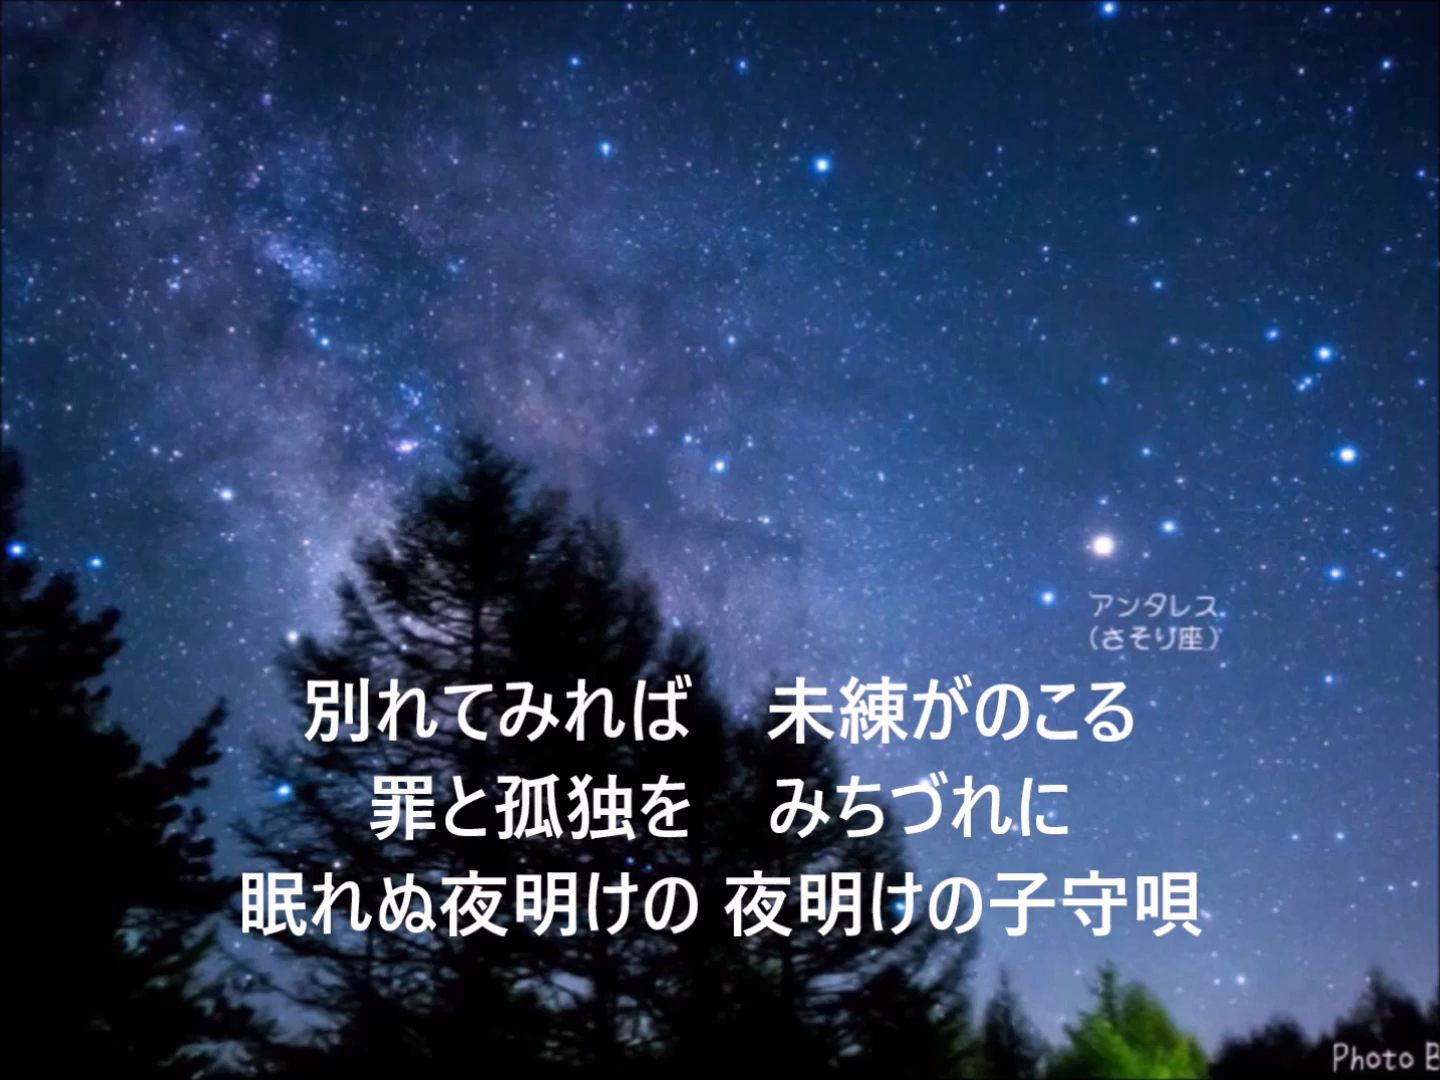 アンタレス
(さそり座)
別れてみれば　未練がのこる
罪と孤独を　みちづれに
眠れぬ夜明けの 夜明けの子守唄
Photo B